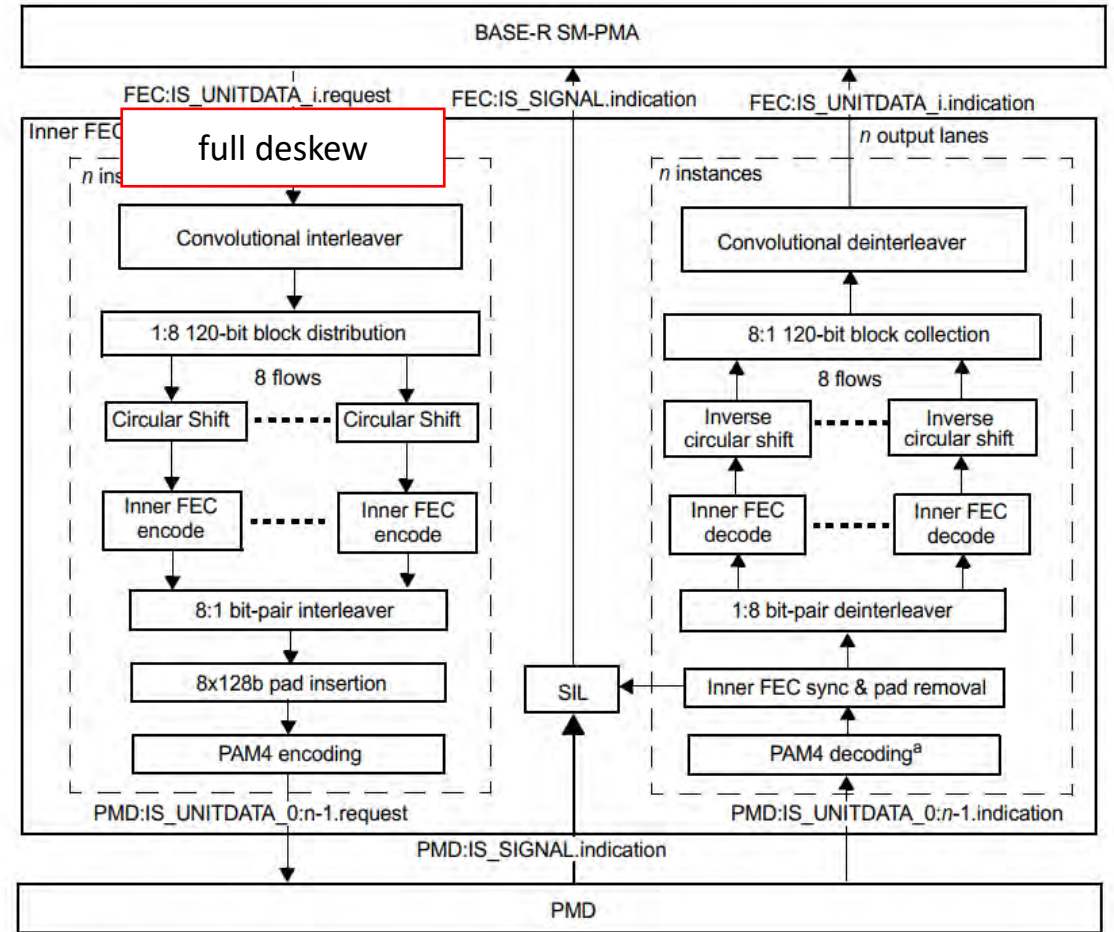 BASE-R SM-PMA
FEC:IS_UNITDATA_i.request
FEC:IS_SIGNAL.indication
FEC:IS_UNITDATA_i.indication
Inner FEC
full deskew
n output lanes
n ins
n instances
Convolutional interleaver
Convolutional deinterleaver
1:8 120-bit block distribution
8:1 120-bit block collection
8 flows
8 flows
Circular Shift
Circular Shift
Inverse
circular shift
Inverse
circular shift
Inner FEC
encode
Inner FEC
encode
Inner FEC
decode
Inner FEC
decode
8:1 bit-pair interleaver
1:8 bit-pair deinterleaver
8x128b pad insertion
SIL
Inner FEC sync & pad removal
PAM4 encoding
PAM4 decodingᵃ
PMD:IS_UNITDATA_0:n-1.request
PMD:IS_UNITDATA_0:n-1.indication
PMD:IS_SIGNAL.indication
PMD